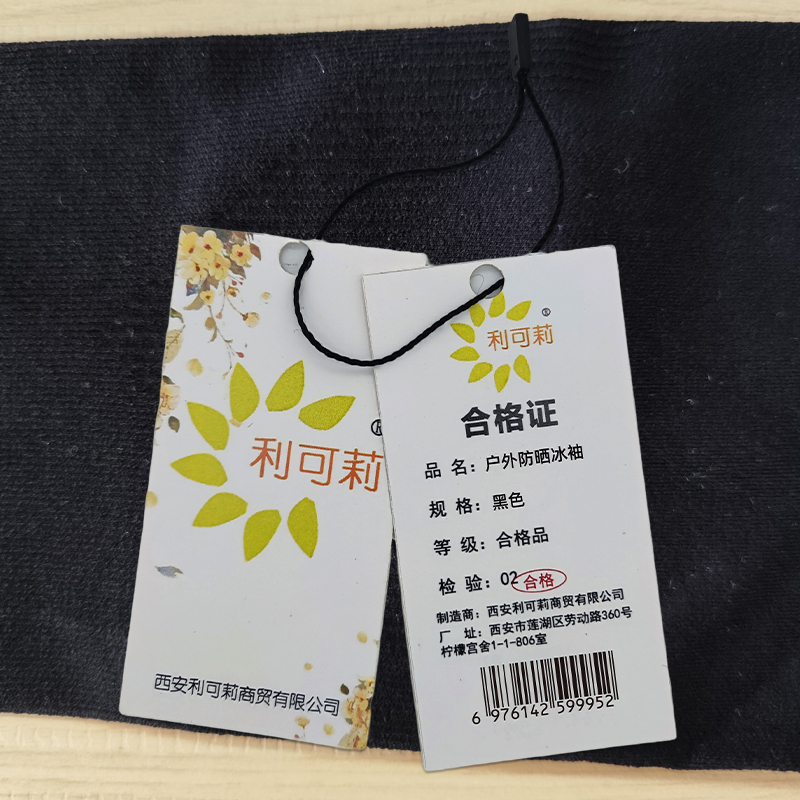 利可莉
西安利可莉商贸有限公司
利可莉
合格证
品 名：户外防晒冰袖
规 格：黑色
等 级：合格品
检 验：02 合格
制造商：西安利可莉商贸有限公司
厂 址：西安市莲湖区劳动路360号
柠檬宫舍1-1-806室
6 976142 599952